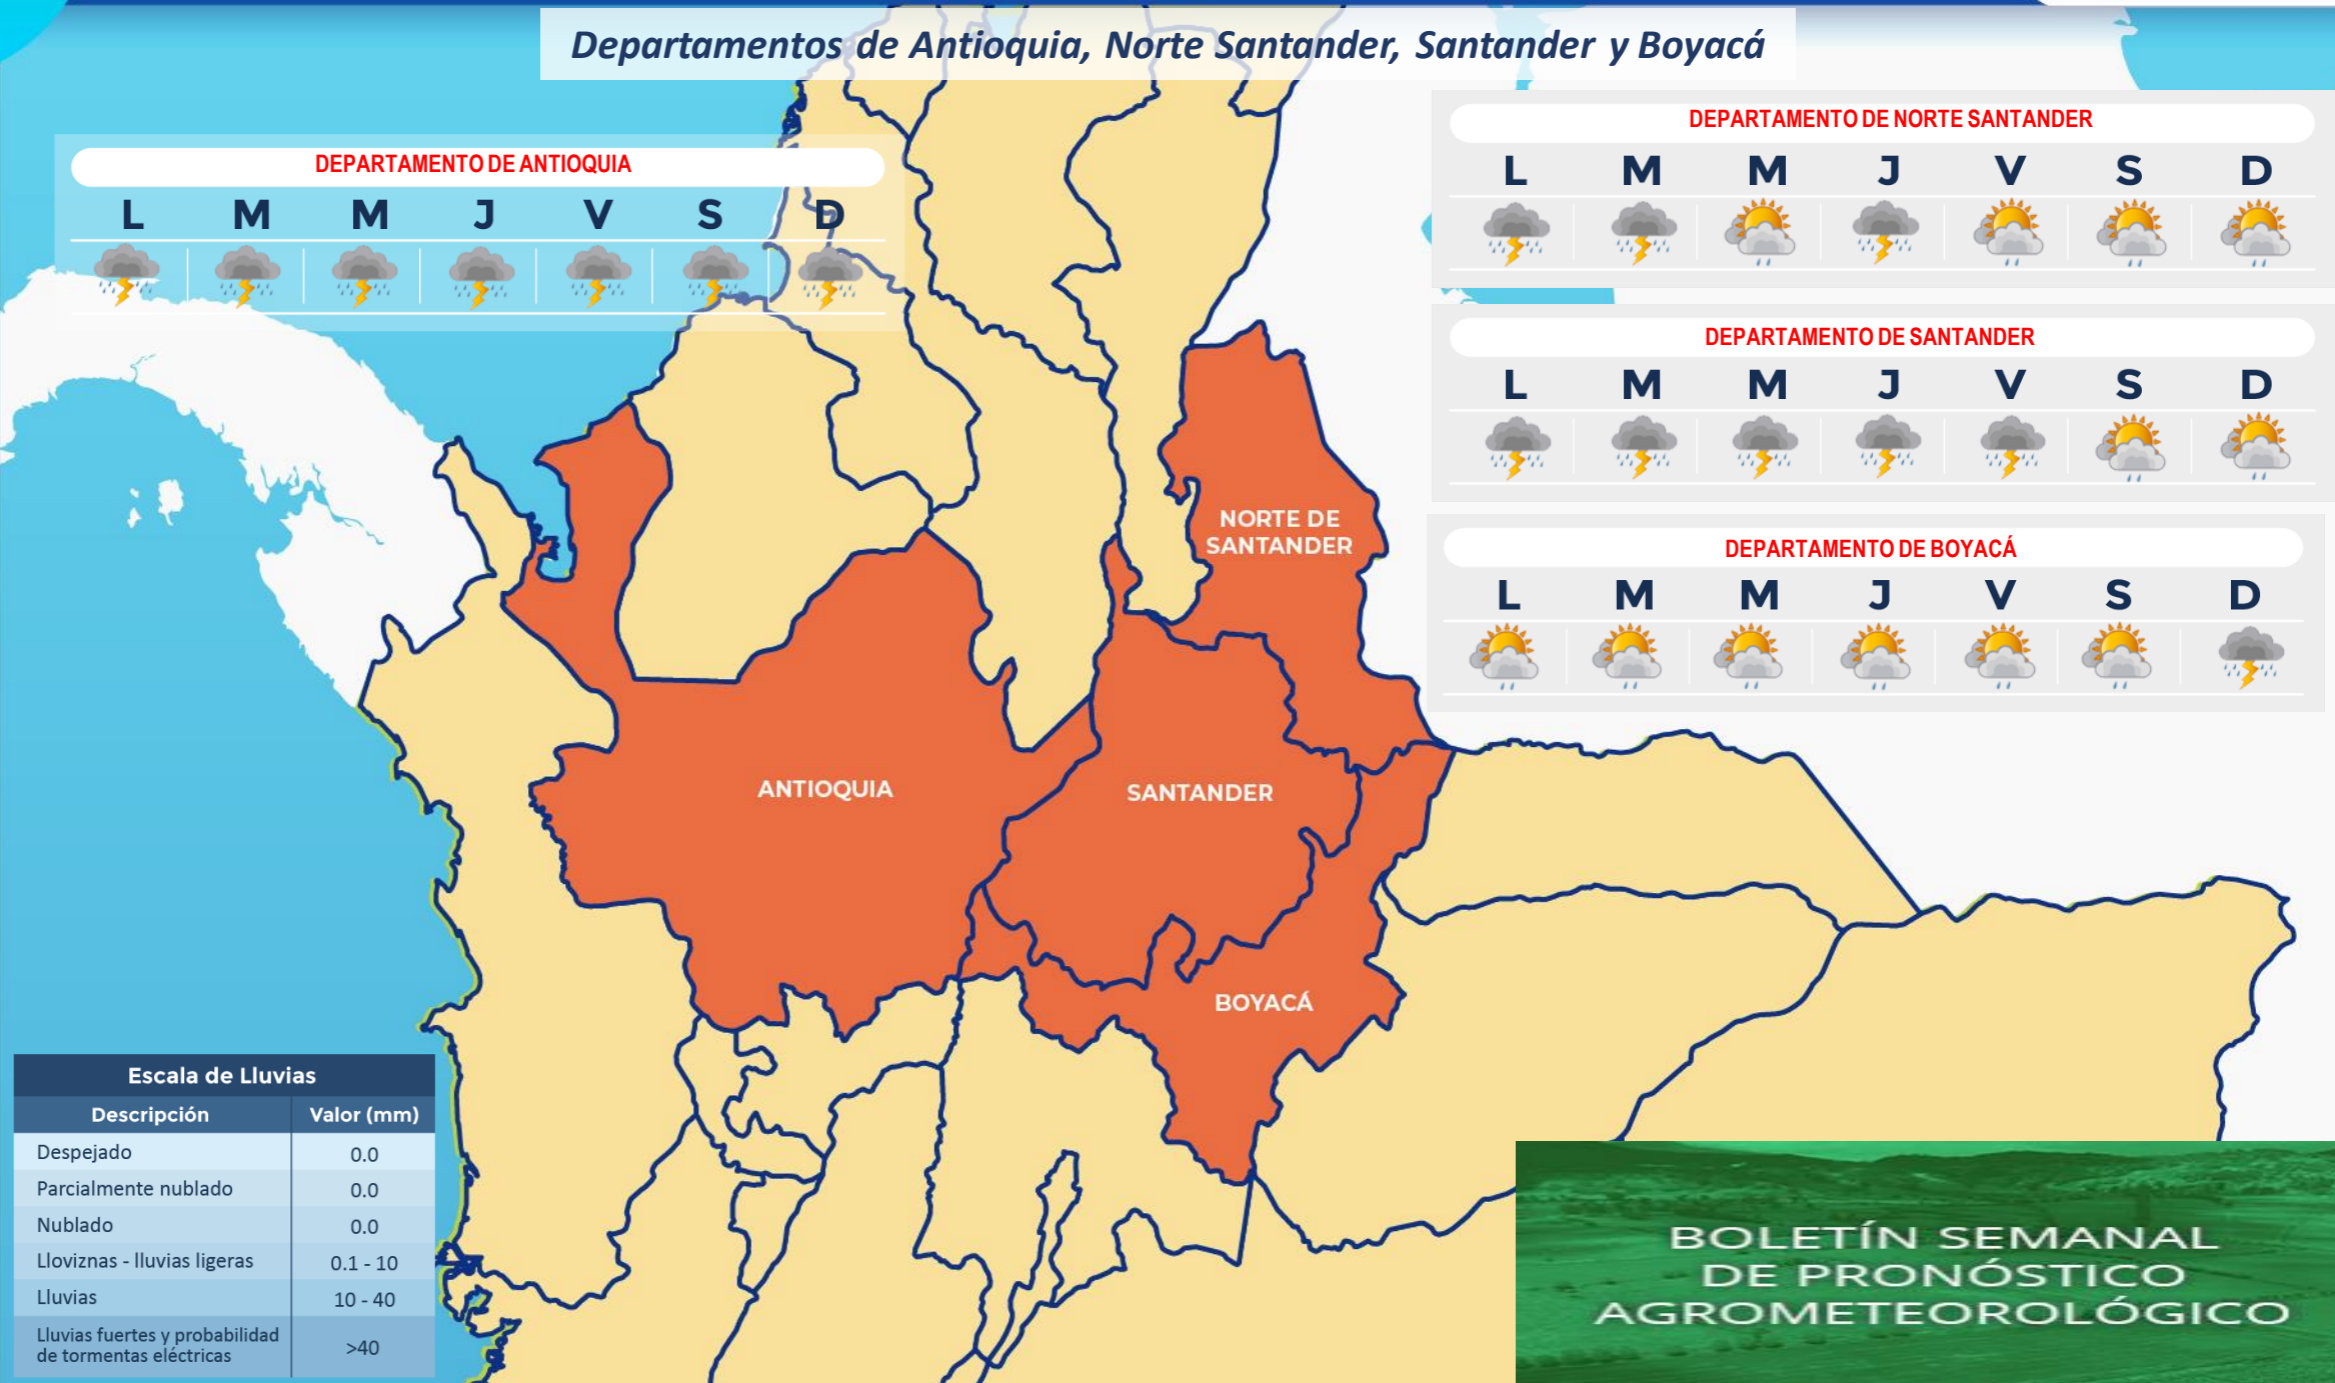 Departamentos de Antioquia, Norte Santander, Santander y Boyacá
DEPARTAMENTO DE ANTIOQUIA
L M M J V S D
DEPARTAMENTO DE NORTE SANTANDER
L M M J V S D
DEPARTAMENTO DE SANTANDER
L M M J V S D
DEPARTAMENTO DE BOYACÁ
L M M J V S D
NORTE DE
SANTANDER
ANTIOQUIA
SANTANDER
BOYACÁ
Escala de Lluvias
Descripción Valor (mm)
Despejado 0.0
Parcialmente nublado 0.0
Nublado 0.0
Lloviznas - lluvias ligeras 0.1 - 10
Lluvias 10 - 40
Lluvias fuertes y probabilidad
de tormentas eléctricas >40
BOLETÍN SEMANAL
DE PRONÓSTICO
AGROMETEOROLÓGICO